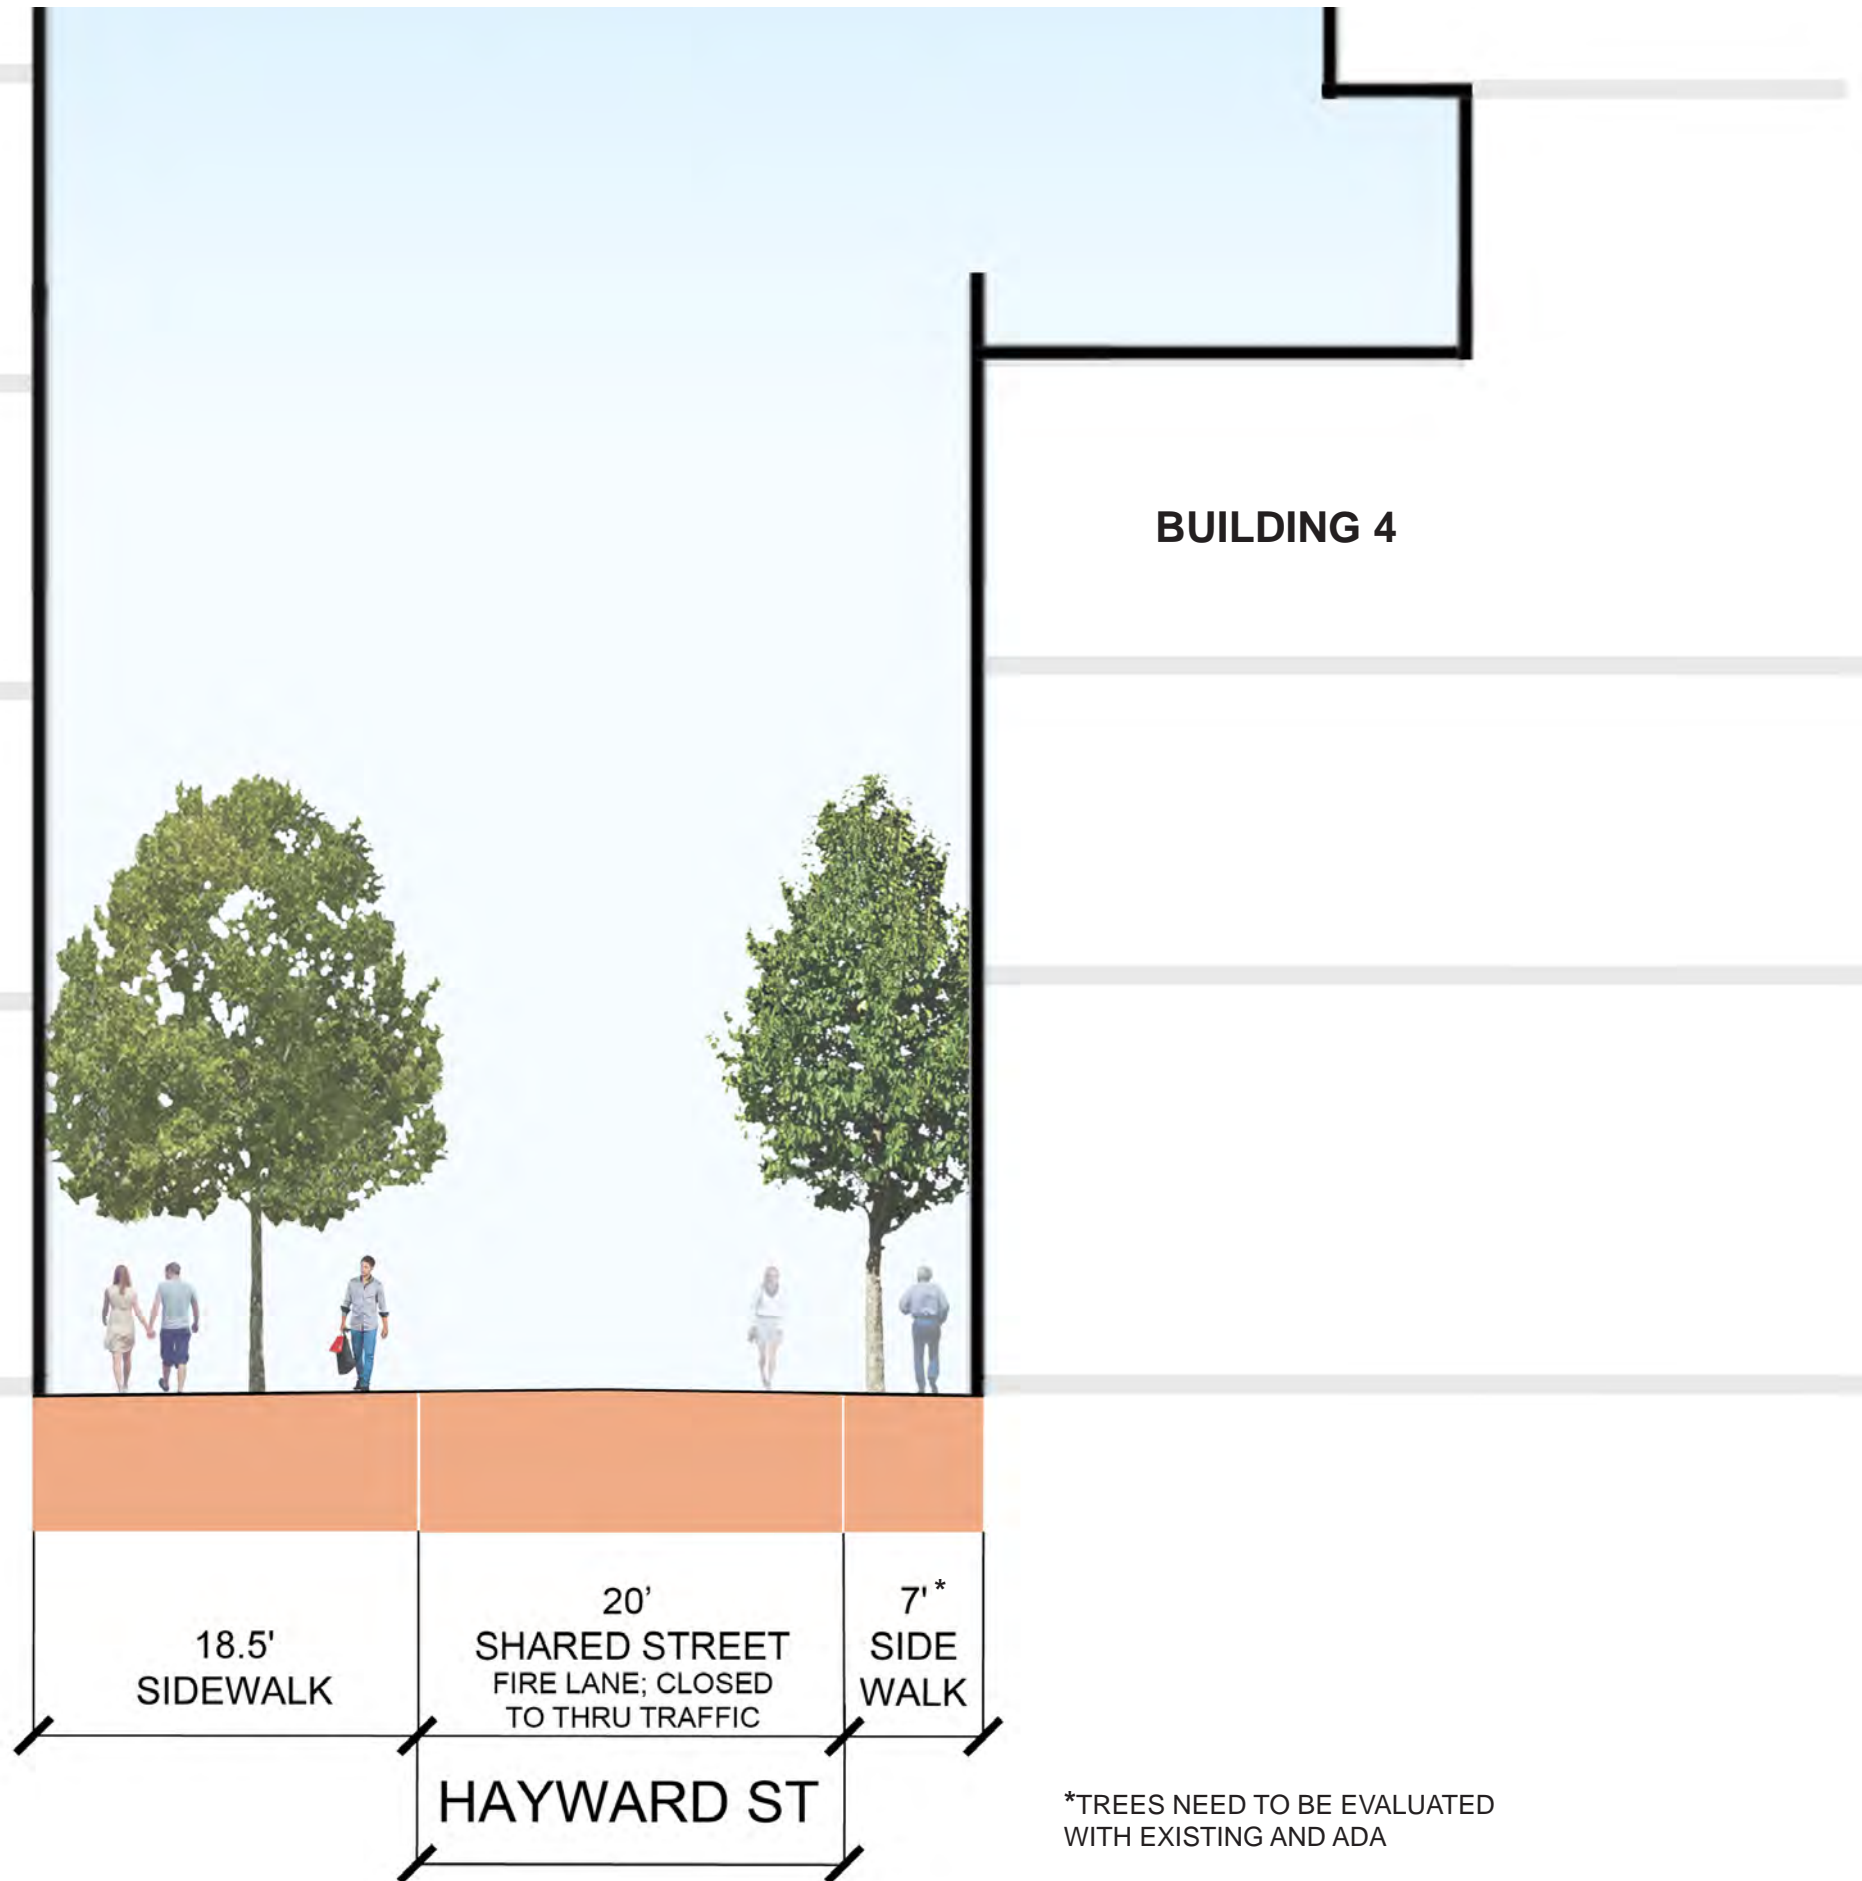 BUILDING 4
18.5'
SIDEWALK
20’
SHARED STREET
FIRE LANE; CLOSED
TO THRU TRAFFIC
7' *
SIDE
WALK
HAYWARD ST
*TREES NEED TO BE EVALUATED
WITH EXISTING AND ADA